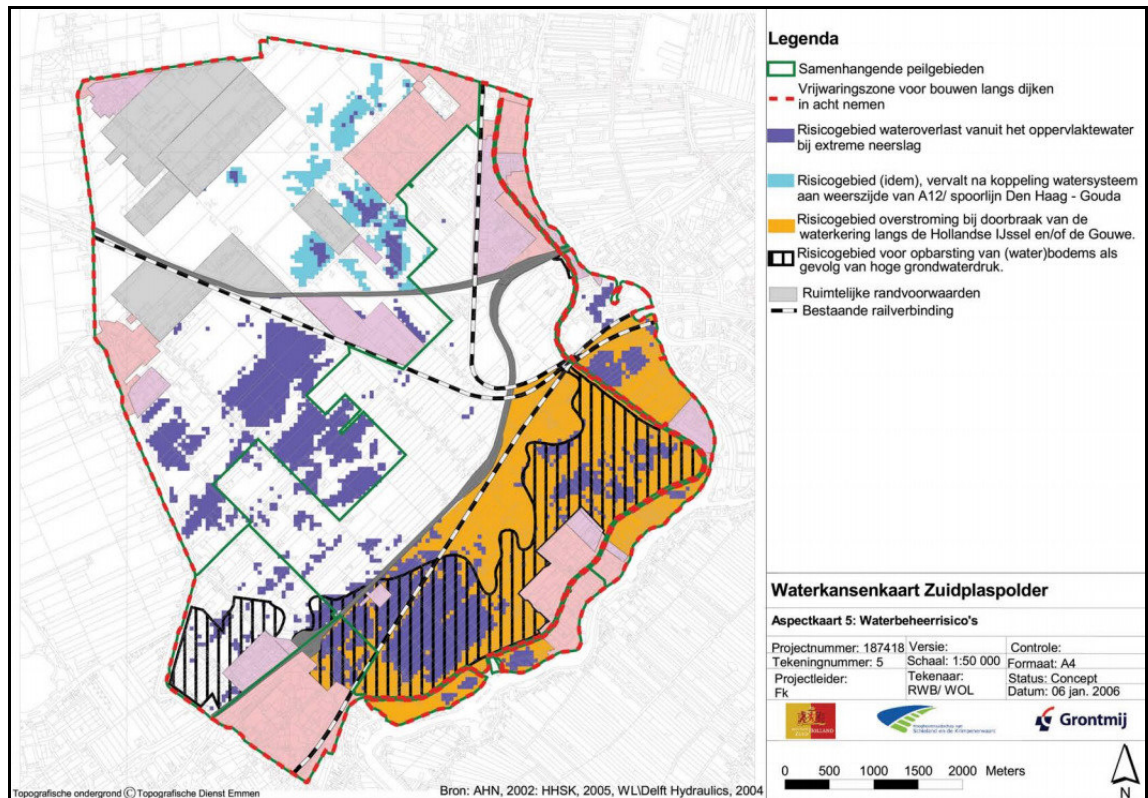 Legenda
Samenhangende peilgebieden
Vrijwaringszone voor bouwen langs dijken
in acht nemen
Risicogebied wateroverlast vanuit het oppervlaktewater
bij extreme neerslag
Risicogebied (idem), vervalt na koppeling watersysteem
aan weerszijde van A12/ spoorlijn Den Haag - Gouda
Risicogebied overstroming bij doorbraak van de
waterkering langs de Hollandse IJssel en/of de Gouwe.
Risicogebied voor opbarsting van (water)bodems als
gevolg van hoge grondwaterdruk.
Ruimtelijke randvoorwaarden
Bestaande railverbinding
Waterkansenkaart Zuidplaspolder
Aspectkaart 5: Waterbeheerrisico's
Projectnummer: 187418 Versie: Controle:
Tekeningnummer: 5 Schaal: 1:50 000 Formaat: A4
Projectleider: Tekenaar: Status: Concept
Fk RWB/ WOL Datum: 06 jan. 2006
HOLLAND
Schieland en de Krimpenerwaard
Grontmij
0 500 1000 1500 2000 Meters
N
Topografische ondergrond © Topografische Dienst Emmen
Bron: AHN, 2002: HHSK, 2005, WL\Delft Hydraulics, 2004